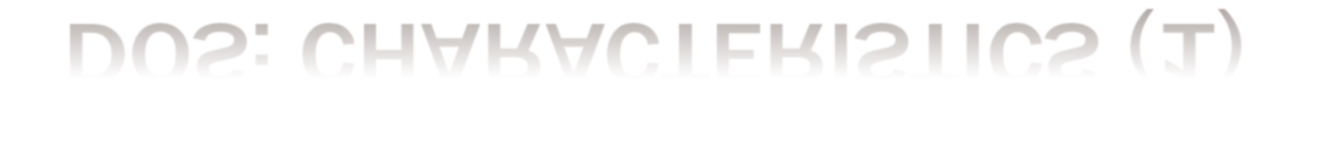 DOS: CHARACTERISTICS (1)